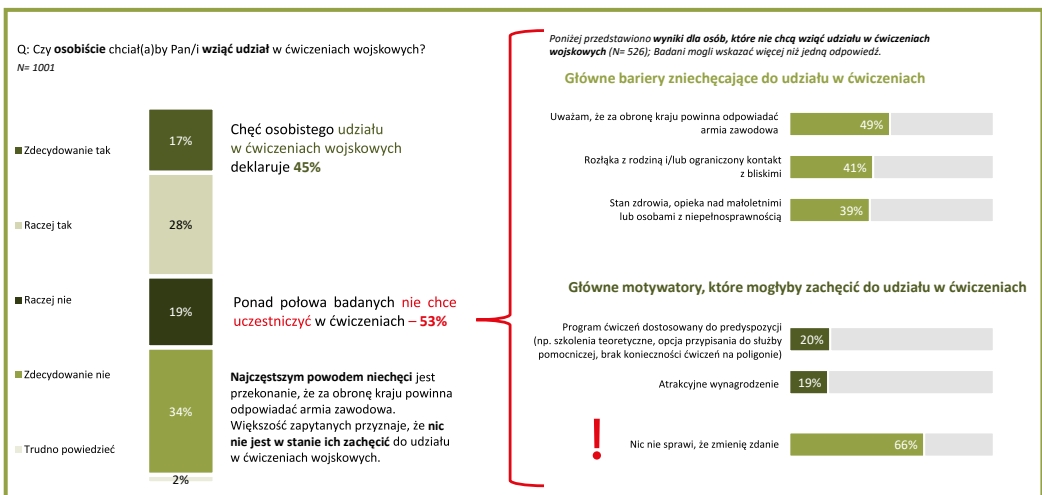 Q: Czy osobiście chciał(a)by Pan/i wziąć udział w ćwiczeniach wojskowych?
N= 1001
Zdecydowanie tak
Raczej tak
Raczej nie
Zdecydowanie nie
Trudno powiedzieć
17%
28%
19%
34%
2%
Chęć osobistego udziału
w ćwiczeniach wojskowych
deklaruje 45%
Ponad połowa badanych nie chce
uczestniczyć w ćwiczeniach – 53%
Najczęstszym powodem niechęci jest
przekonanie, że za obronę kraju powinna
odpowiadać armia zawodowa.
Większość zapytanych przyznaje, że nic
nie jest w stanie ich zachęcić do udziału
w ćwiczeniach wojskowych.
Poniżej przedstawiono wyniki dla osób, które nie chcą wziąć udziału w ćwiczeniach
wojskowych (N= 526); Badani mogli wskazać więcej niż jedną odpowiedź.
Główne bariery zniechęcające do udziału w ćwiczeniach
Uważam, że za obronę kraju powinna odpowiadać
armia zawodowa
49%
Rozłąka z rodziną i/lub ograniczony kontakt
z bliskimi
41%
Stan zdrowia, opieka nad małoletnimi
lub osobami z niepełnosprawnością
39%
Główne motywatory, które mogłyby zachęcić do udziału w ćwiczeniach
Program ćwiczeń dostosowany do predyspozycji
(np. szkolenia teoretyczne, opcja przypisania do służby
pomocniczej, brak konieczności ćwiczeń na poligonie)
20%
Atrakcyjne wynagrodzenie
19%
!
Nic nie sprawi, że zmienię zdanie
66%